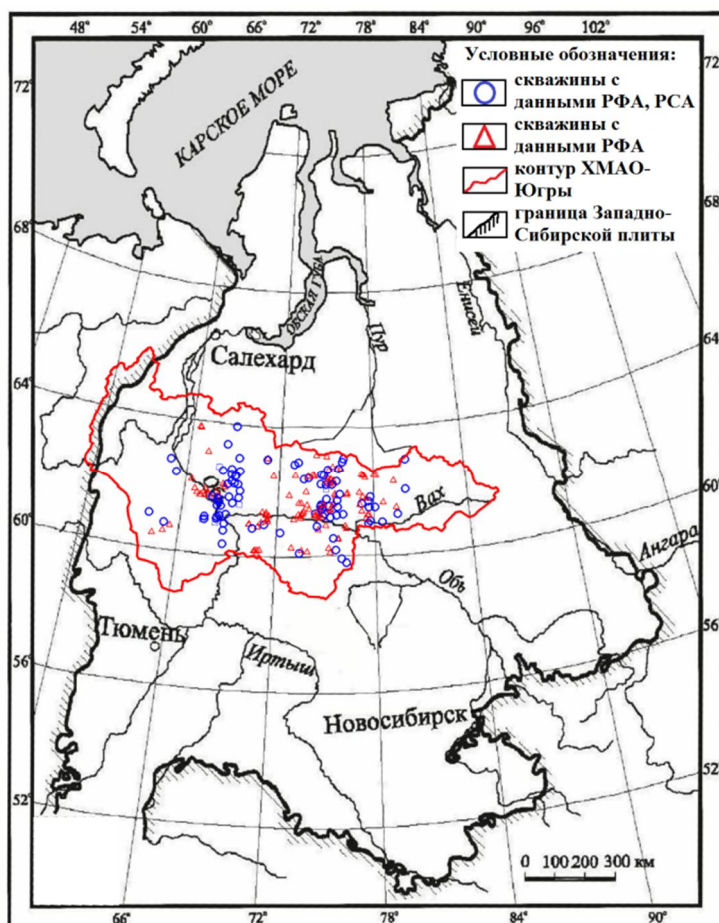 48° 54° 60° 66° 72° 78° 84° 90° 96° 102°
Условные обозначения:
скважины с
данными РФА, РСА
скважины с
данными РФА
контур ХМАО-
Югры
граница Западно-
Сибирской плиты
72°
72°
КАРСКОЕ МОРЕ
68°
68°
ОБСКАЯ ГУБА
Пур
Енисей
Салехард
64°
64°
60°
60°
Вах
Ангара
Обь
Тюмень
Иртыш
56°
56°
Новосибирск
52°
52°
0 100 200 300 км
66° 72° 78° 84° 90°